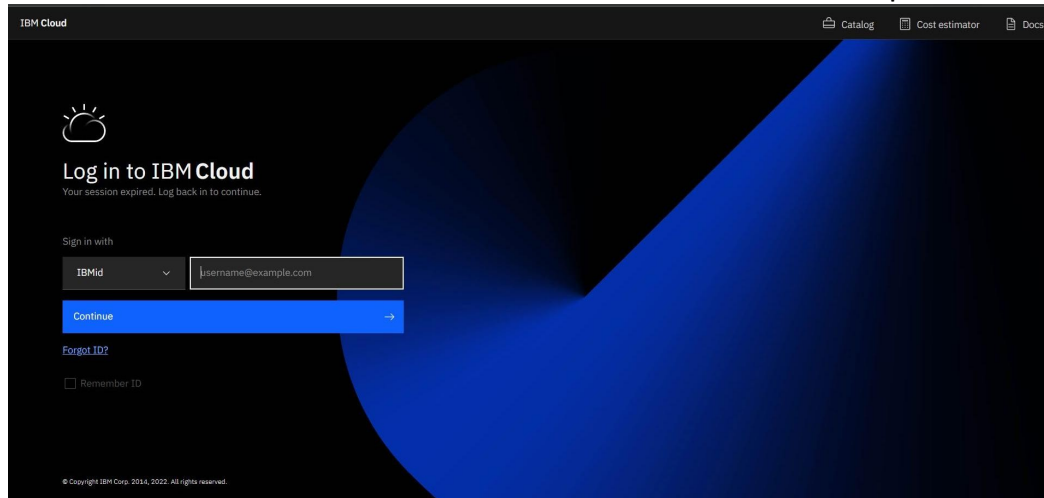 IBM Cloud
Catalog
Cost estimator
Docs
Log in to IBM Cloud
Your session expired. Log back in to continue.
Sign in with
IBMid
username@example.com
Continue
Forgot ID?
Remember ID
© Copyright IBM Corp. 2014, 2022. All rights reserved.